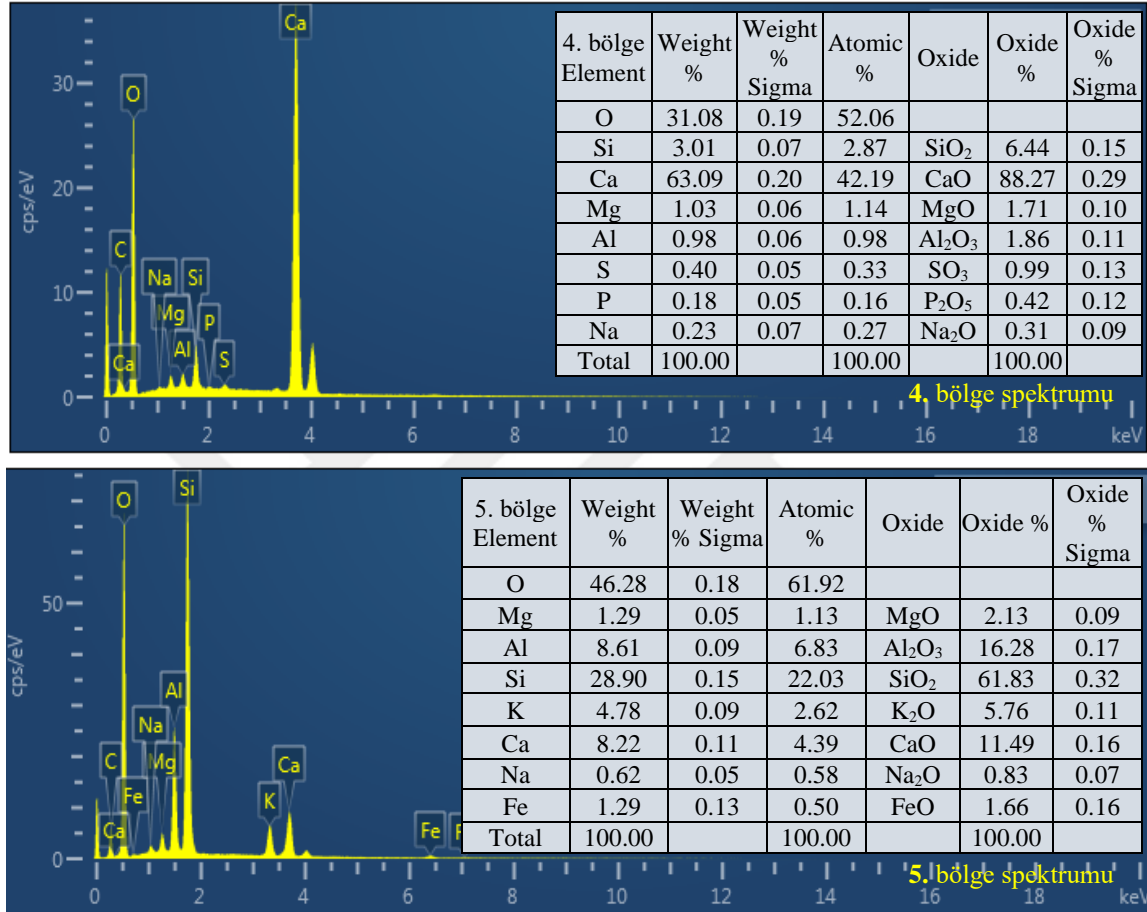 4. bölge Element | Weight % | Weight % Sigma | Atomic % | Oxide | Oxide % | Oxide % Sigma
O | 31.08 | 0.19 | 52.06 | | |
Si | 3.01 | 0.07 | 2.87 | SiO₂ | 6.44 | 0.15
Ca | 63.09 | 0.20 | 42.19 | CaO | 88.27 | 0.29
Mg | 1.03 | 0.06 | 1.14 | MgO | 1.71 | 0.10
Al | 0.98 | 0.06 | 0.98 | Al₂O₃ | 1.86 | 0.11
S | 0.40 | 0.05 | 0.33 | SO₃ | 0.99 | 0.13
P | 0.18 | 0.05 | 0.16 | P₂O₅ | 0.42 | 0.12
Na | 0.23 | 0.07 | 0.27 | Na₂O | 0.31 | 0.09
Total | 100.00 | | 100.00 | | 100.00 |
4. bölge spektrumu
cps/eV
30
20
10
0
Ca
O
C
Na Si
Mg P
Ca Al S
0 2 4 6 8 10 12 14 16 18 keV
5. bölge Element | Weight % | Weight % Sigma | Atomic % | Oxide | Oxide % | Oxide % Sigma
O | 46.28 | 0.18 | 61.92 | | |
Mg | 1.29 | 0.05 | 1.13 | MgO | 2.13 | 0.09
Al | 8.61 | 0.09 | 6.83 | Al₂O₃ | 16.28 | 0.17
Si | 28.90 | 0.15 | 22.03 | SiO₂ | 61.83 | 0.32
K | 4.78 | 0.09 | 2.62 | K₂O | 5.76 | 0.11
Ca | 8.22 | 0.11 | 4.39 | CaO | 11.49 | 0.16
Na | 0.62 | 0.05 | 0.58 | Na₂O | 0.83 | 0.07
Fe | 1.29 | 0.13 | 0.50 | FeO | 1.66 | 0.16
Total | 100.00 | | 100.00 | | 100.00 |
5. bölge spektrumu
cps/eV
50
0
O Si
Al
Na
C Mg
Fe K Ca
Ca Fe
0 2 4 6 8 10 12 14 16 18 keV